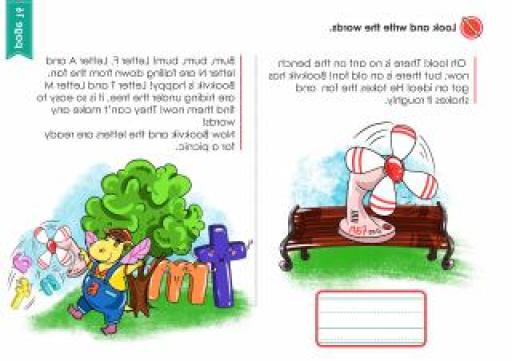 Look and write the words.
Oh look! There is no ant on the bench
now, but there is an old fan! Bookvik has
got an idea! He takes the fan and
shakes it roughly.
Bum, bum, bum! Letter F, Letter A and
letter N are falling down from the fan.
Bookvik is happy! Letter T and Letter M
are hiding under the tree, it is so easy to
find them now! They can't make any
words!
Now Bookvik and the letters are ready
for a picnic.
t m
page